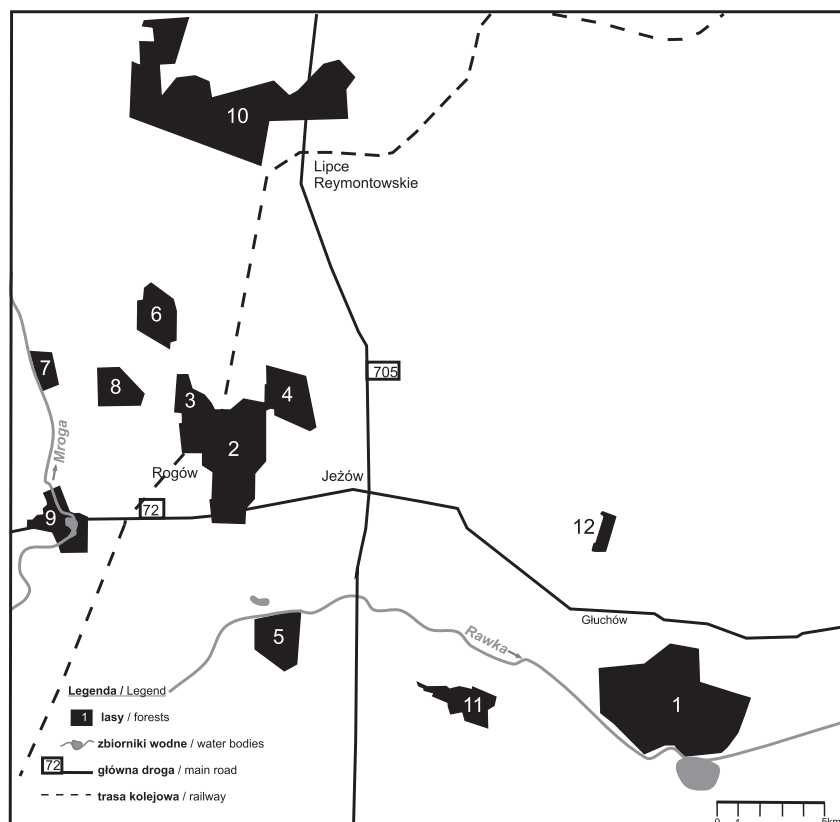 10
Lipce
Reymontowskie
6
7
8
3
4
705
2
Mroga
Rogów
Jeżów
72
9
12
Głuchów
5
Rawka
11
1
Legenda / Legend
1 lasy / forests
zbiorniki wodne / water bodies
72 główna droga / main road
trasa kolejowa / railway
0 1 5km